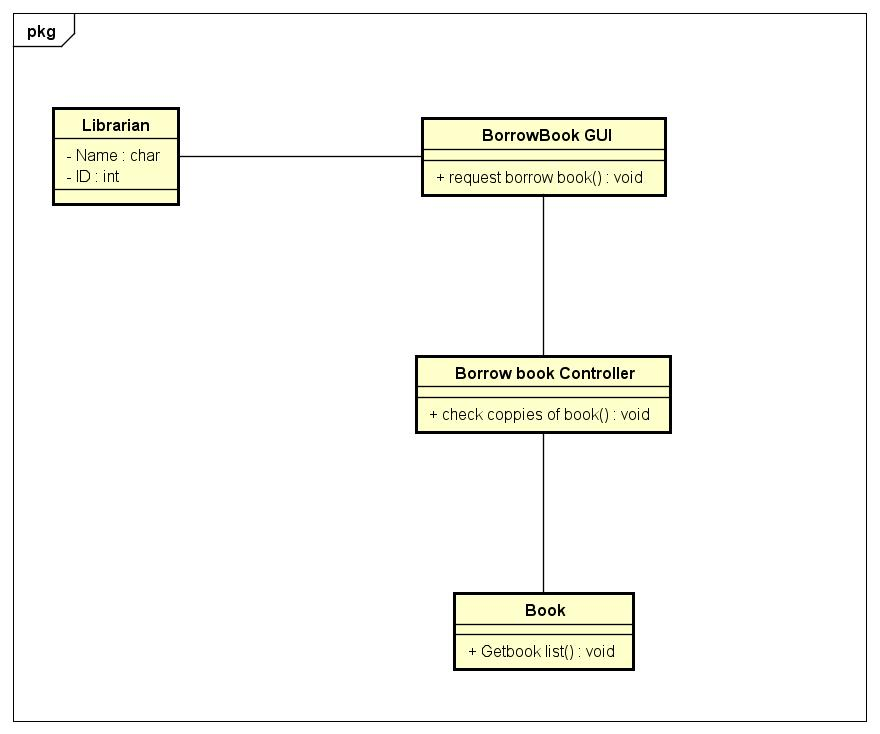 pkg
Librarian
- Name : char
- ID : int
BorrowBook GUI
+ request borrow book() : void
Borrow book Controller
+ check coppies of book() : void
Book
+ Getbook list() : void